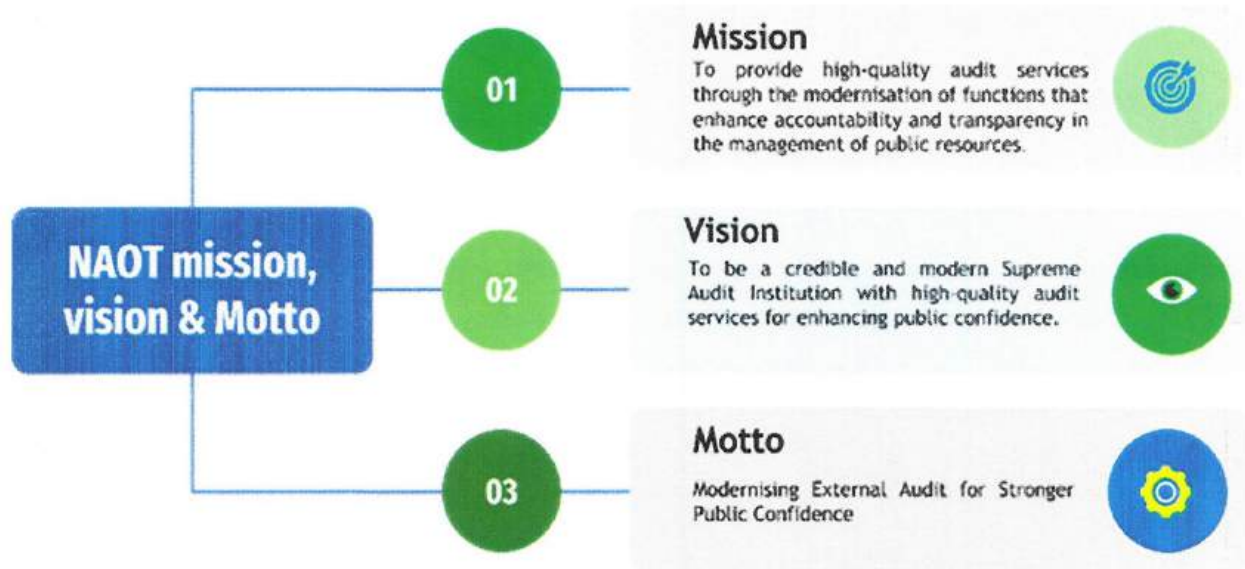 NAOT mission,
vision & Motto
01
Mission
To provide high-quality audit services
through the modernisation of functions that
enhance accountability and transparency in
the management of public resources.
02
Vision
To be a credible and modern Supreme
Audit Institution with high-quality audit
services for enhancing public confidence.
03
Motto
Modernising External Audit for Stronger
Public Confidence